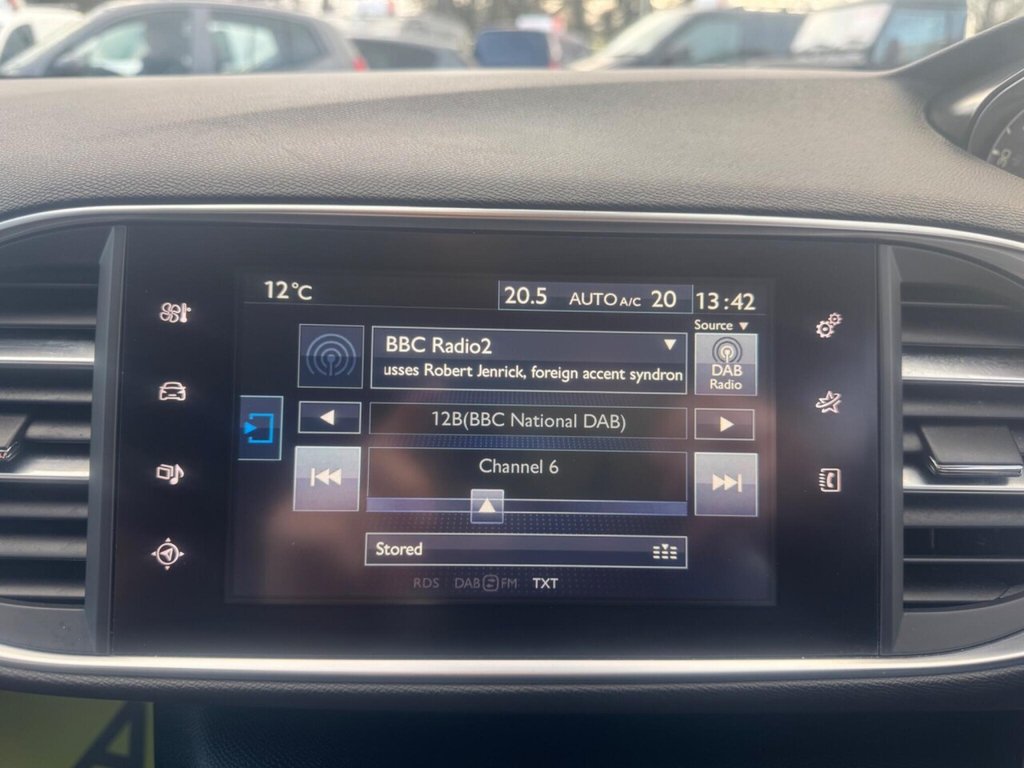 12°C
20.5 AUTO A/C 20 13:42
Source
BBC Radio2
usses Robert Jenrick, foreign accent syndron
DAB
Radio
12B(BBC National DAB)
Channel 6
Stored
RDS DAB FM TXT